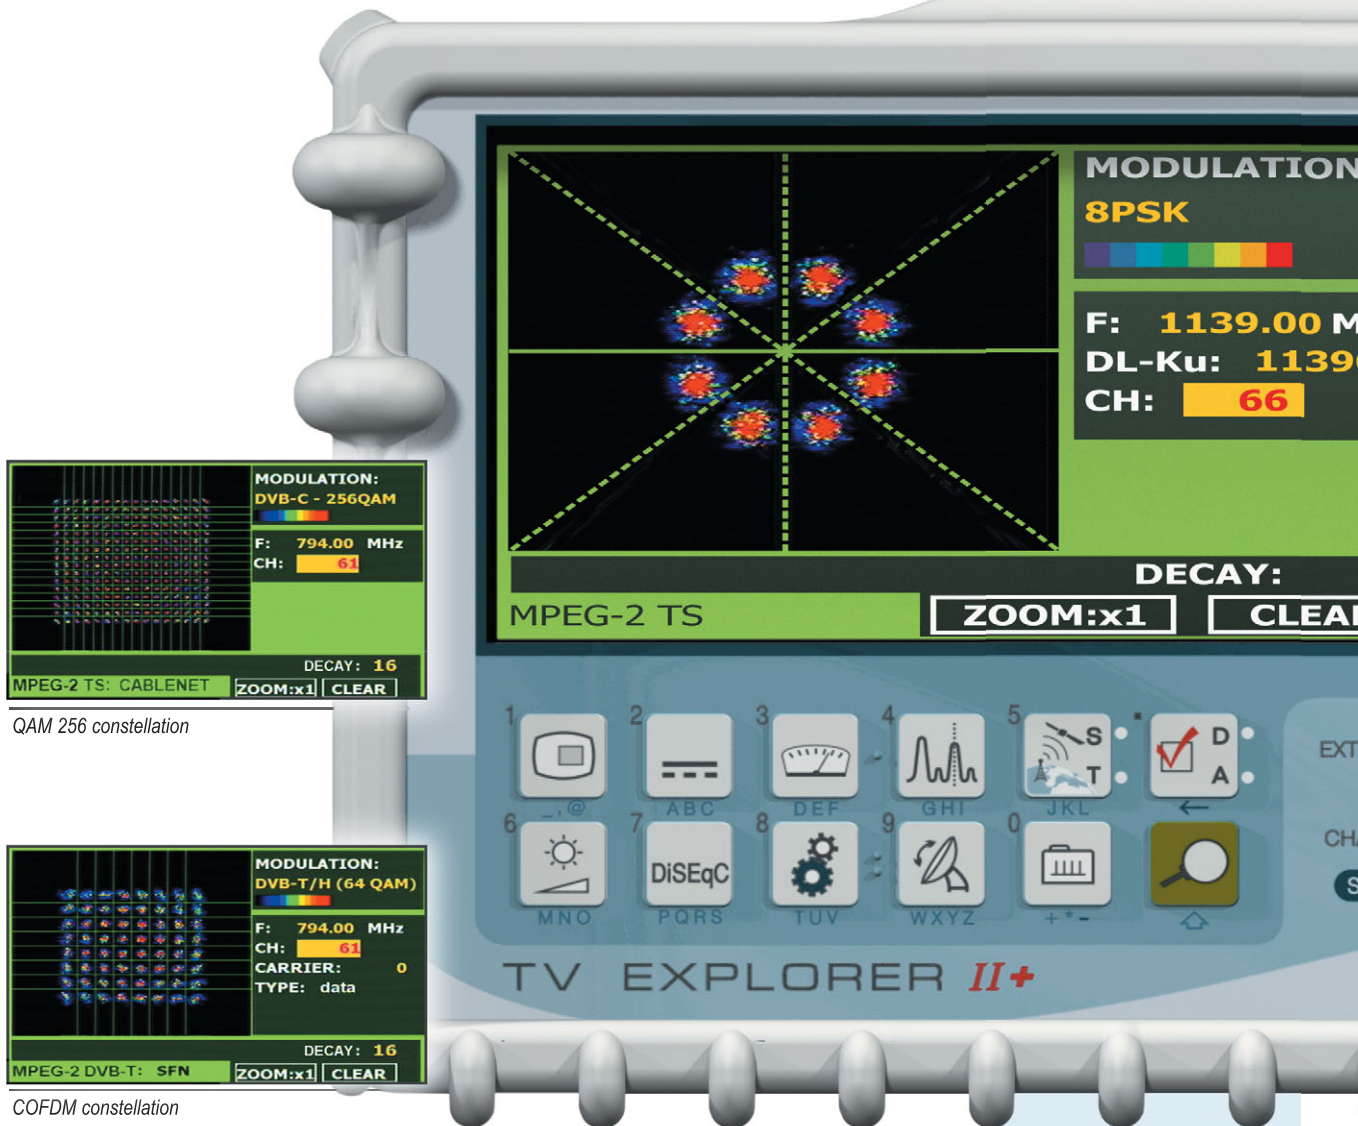 MODULATION
8PSK
F: 1139.00 M
DL-Ku: 1139
CH: 66
DECAY:
MPEG-2 TS
ZOOM:x1
CLEAR
MODULATION:
DVB-C - 256QAM
F: 794.00 MHz
CH: 61
DECAY: 16
MPEG-2 TS: CABLENET
ZOOM:x1 CLEAR
QAM 256 constellation
MODULATION:
DVB-T/H (64 QAM)
F: 794.00 MHz
CH: 61
CARRIER: 0
TYPE: data
DECAY: 16
MPEG-2 DVB-T: SFN
ZOOM:x1 CLEAR
COFDM constellation
1 2 3 4 5
S D
T A
_,@ ABC DEF GHI JKL ←
6 7 8 9 0
DiSEqC
MNO PQRS TUV WXYZ +*-
EXT
CHA
S
TV EXPLORER II+